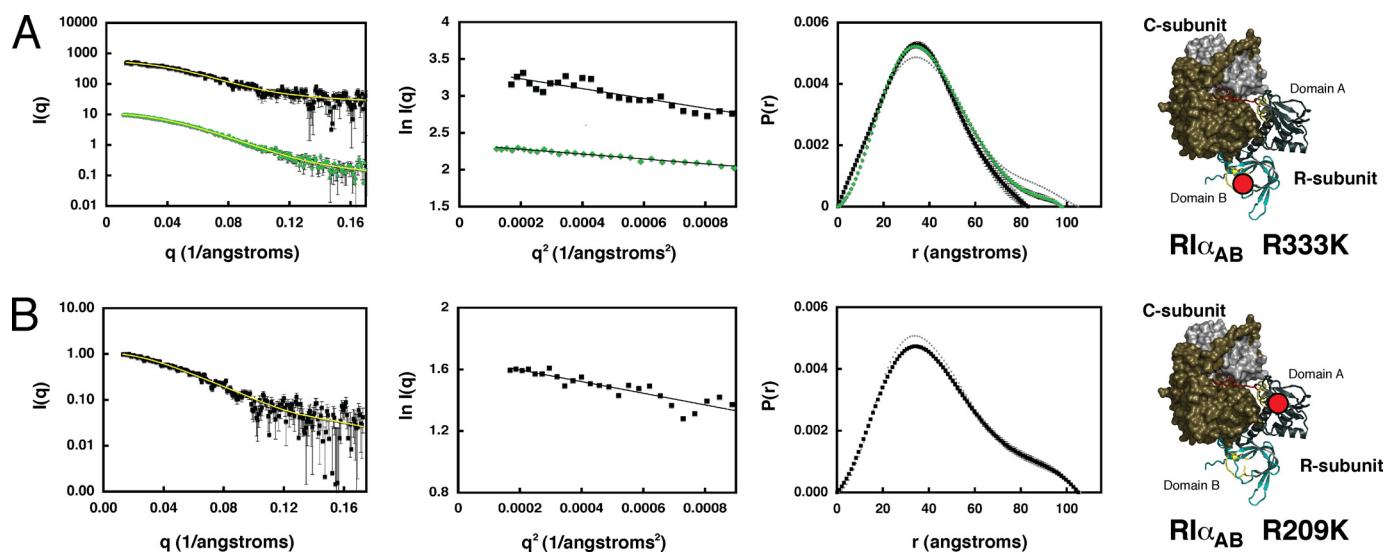 A
10000
1000
100
10
1
0.1
0.01
I(q)
0.00
0.04
0.08
0.12
0.16
q (1/angstroms)
4
3.5
3
2.5
2
1.5
ln I(q)
0.0002
0.0004
0.0006
0.0008
q² (1/angstroms²)
0.006
0.004
0.002
0
P(r)
0
20
40
60
80
100
r (angstroms)
C-subunit
Domain A
R-subunit
Domain B
RIαAB R333K
B
10.00
1.00
0.10
0.01
0.00
I(q)
0.00
0.04
0.08
0.12
0.16
q (1/angstroms)
2
1.6
1.2
0.8
ln I(q)
0.0002
0.0004
0.0006
0.0008
q² (1/angstroms²)
0.006
0.004
0.002
0.000
P(r)
0
20
40
60
80
100
r (angstroms)
C-subunit
Domain A
R-subunit
Domain B
RIαAB R209K